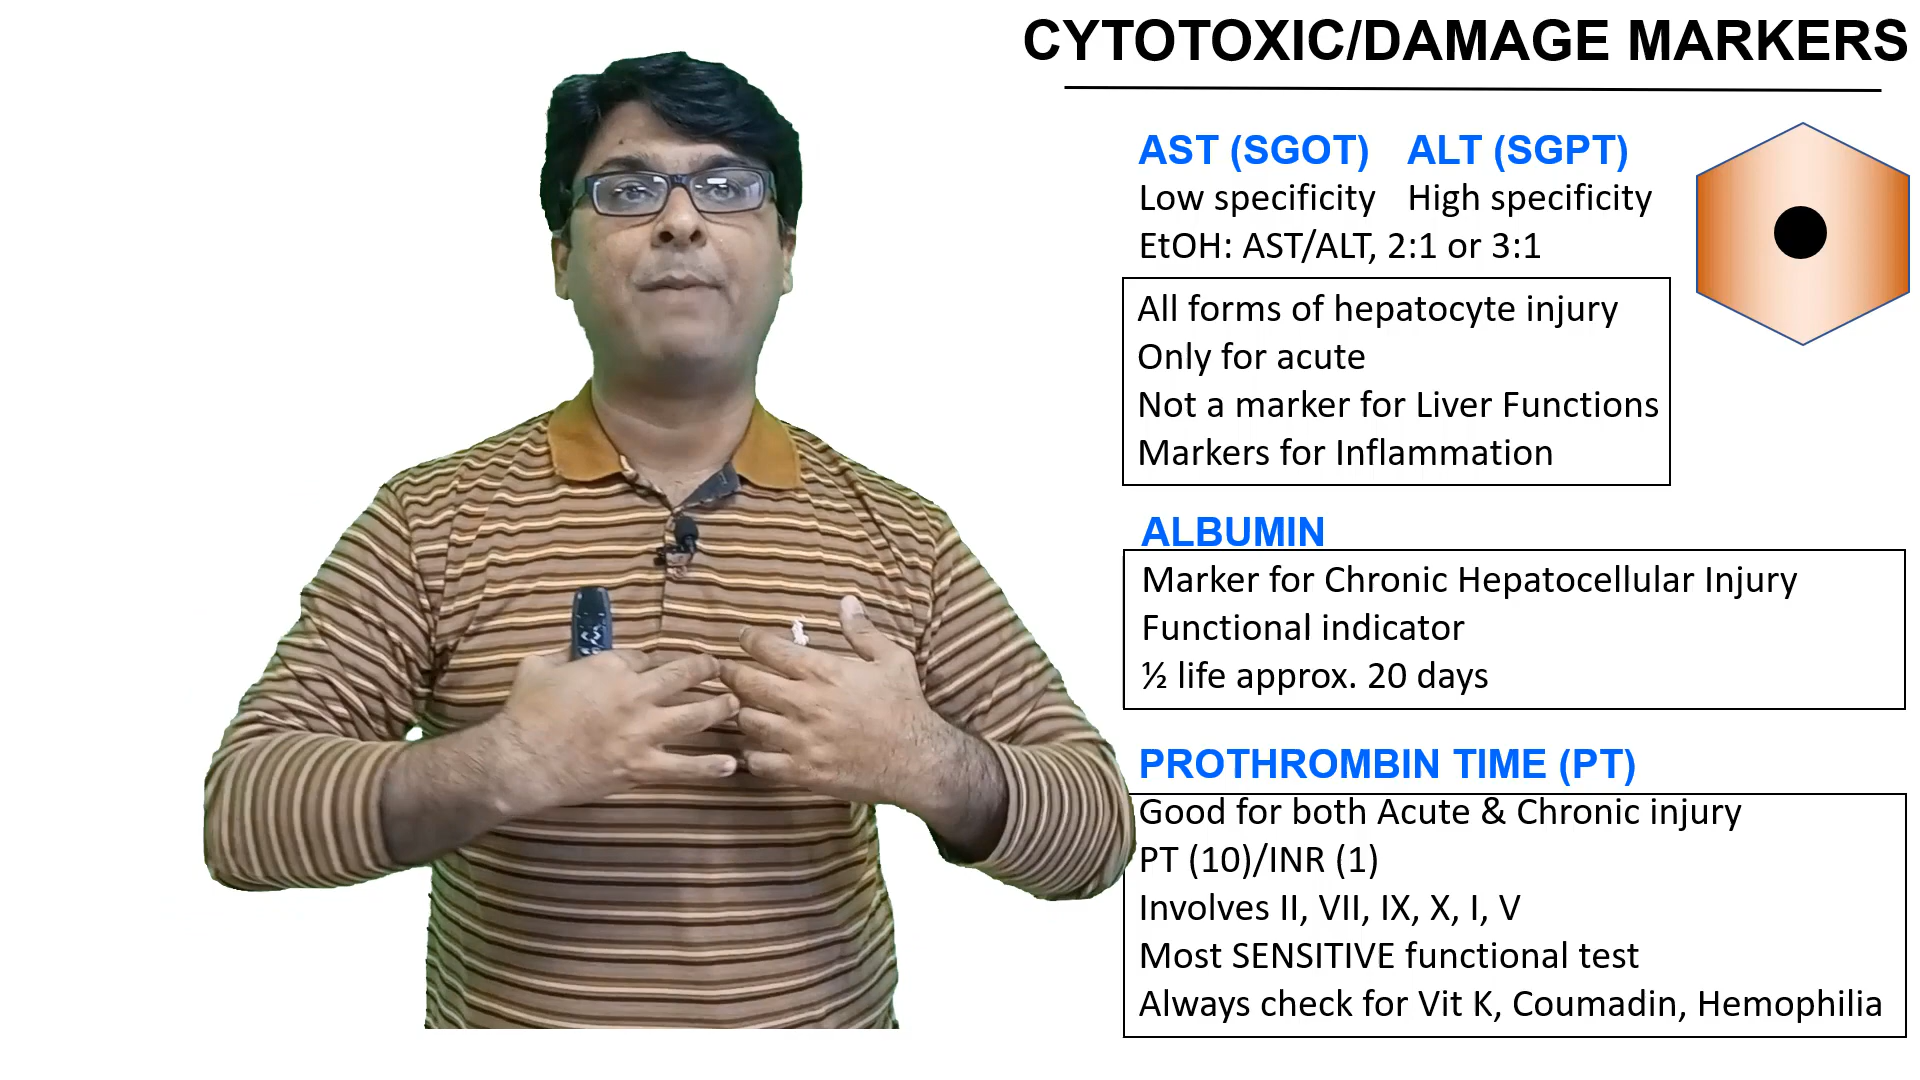 CYTOTOXIC/DAMAGE MARKERS
AST (SGOT) ALT (SGPT)
Low specificity High specificity
EtOH: AST/ALT, 2:1 or 3:1
All forms of hepatocyte injury
Only for acute
Not a marker for Liver Functions
Markers for Inflammation
ALBUMIN
Marker for Chronic Hepatocellular Injury
Functional indicator
½ life approx. 20 days
PROTHROMBIN TIME (PT)
Good for both Acute & Chronic injury
PT (10)/INR (1)
Involves II, VII, IX, X, I, V
Most SENSITIVE functional test
Always check for Vit K, Coumadin, Hemophilia